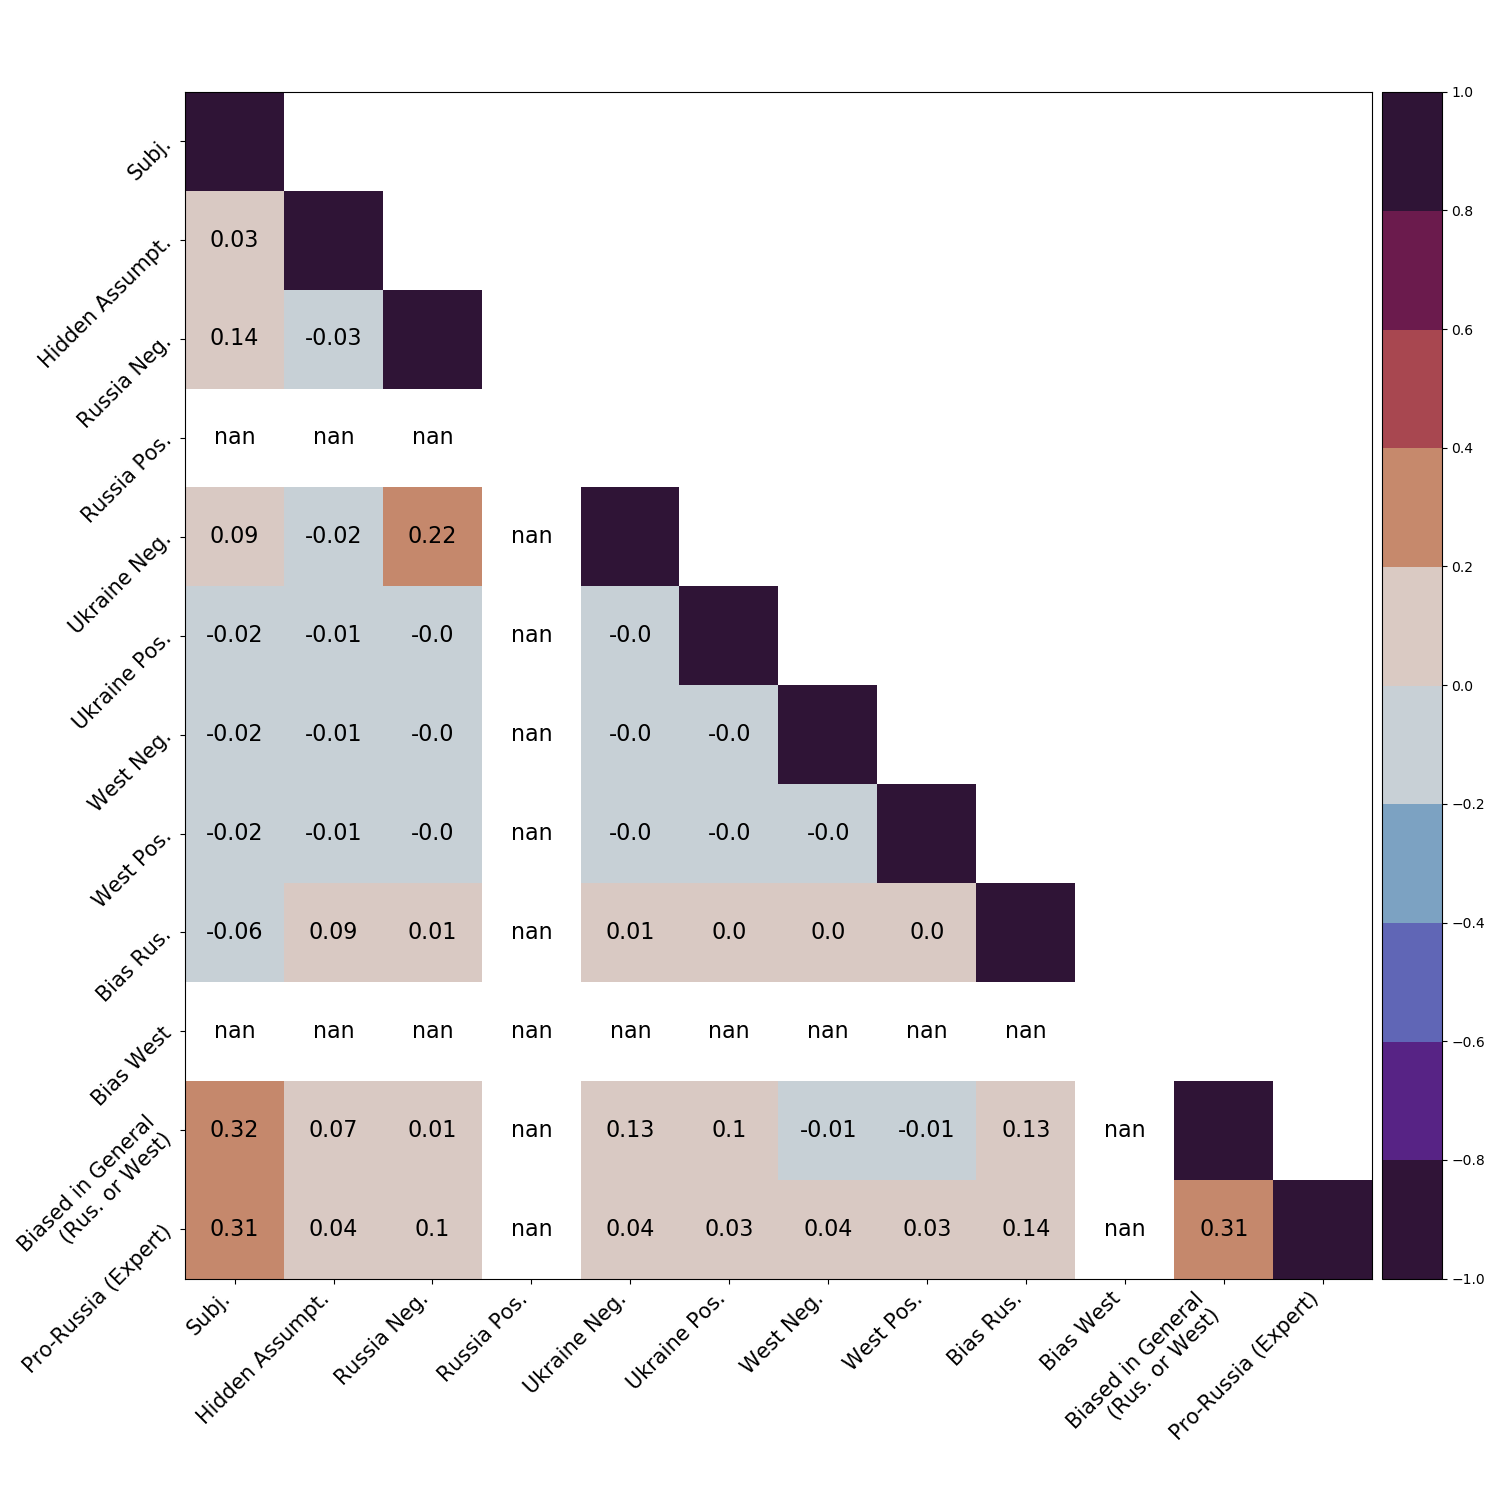 1.0
Subj.
0.8
Hidden Assumpt.
0.03
Russia Neg.
0.14 -0.03
0.6
Russia Pos.
nan nan nan
0.4
Ukraine Neg.
0.09 -0.02 0.22 nan
0.2
Ukraine Pos.
-0.02 -0.01 -0.0 nan -0.0
0.0
West Neg.
-0.02 -0.01 -0.0 nan -0.0 -0.0
−0.2
West Pos.
-0.02 -0.01 -0.0 nan -0.0 -0.0 -0.0
−0.4
Bias Rus.
-0.06 0.09 0.01 nan 0.01 0.0 0.0 0.0
−0.6
Bias West
nan nan nan nan nan nan nan nan nan
−0.8
Biased in General
(Rus. or West)
0.32 0.07 0.01 nan 0.13 0.1 -0.01 -0.01 0.13 nan
Pro-Russia (Expert)
0.31 0.04 0.1 nan 0.04 0.03 0.04 0.03 0.14 nan 0.31
−1.0
Subj.
Hidden Assumpt.
Russia Neg.
Russia Pos.
Ukraine Neg.
Ukraine Pos.
West Neg.
West Pos.
Bias Rus.
Bias West
Biased in General
(Rus. or West)
Pro-Russia (Expert)